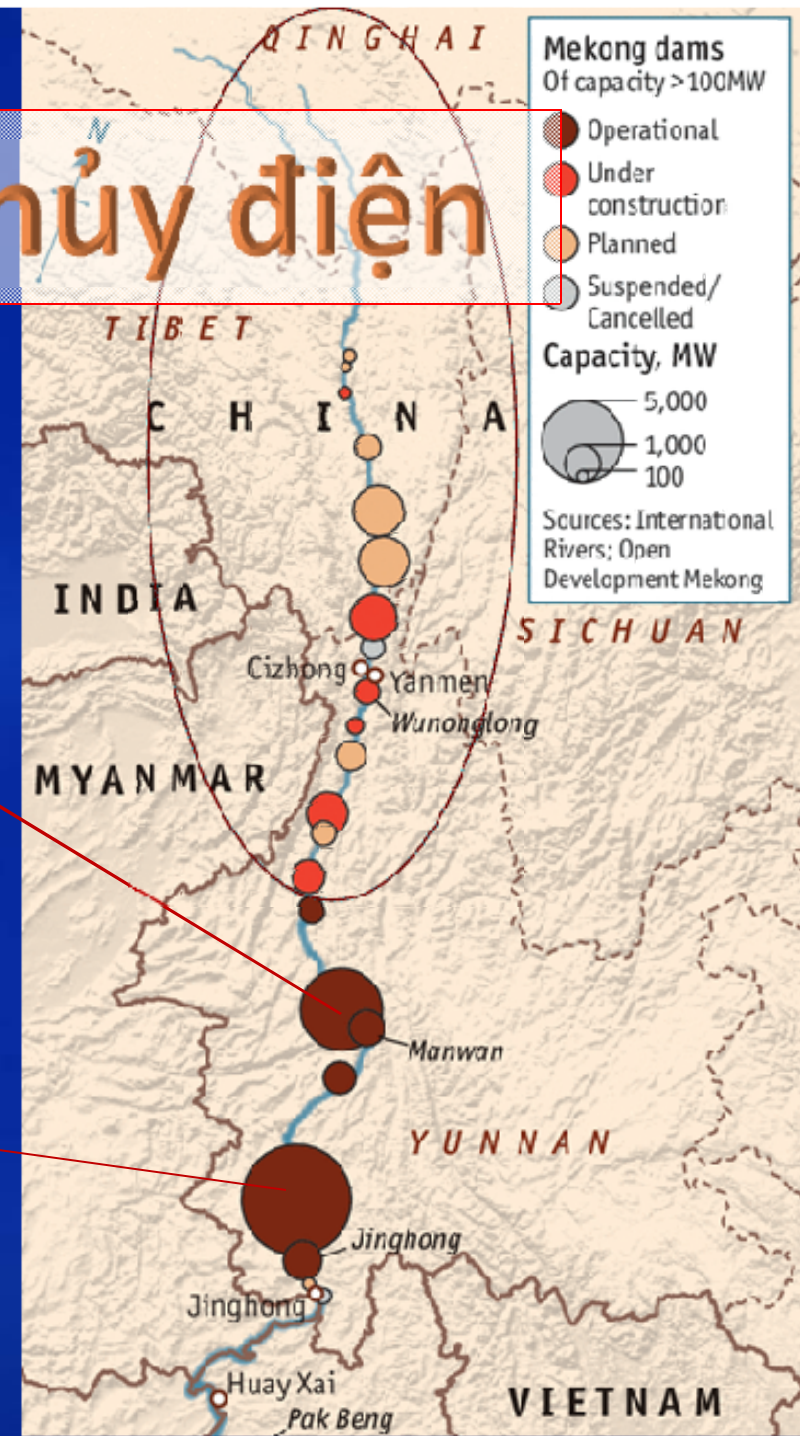 QINGHAI
Mekong dams
Of capacity >100MW
Operational
Under
construction
Planned
Suspended/
Cancelled
Capacity, MW
5,000
1,000
100
Sources: International
Rivers; Open
Development Mekong
N
hủy điện
TIBET
CHINA
INDIA
SICHUAN
Cizhong
Yanmen
Wunonglong
MYANMAR
Manwan
YUNNAN
Jinghong
Jinghong
Huay Xai
Pak Beng
VIETNAM